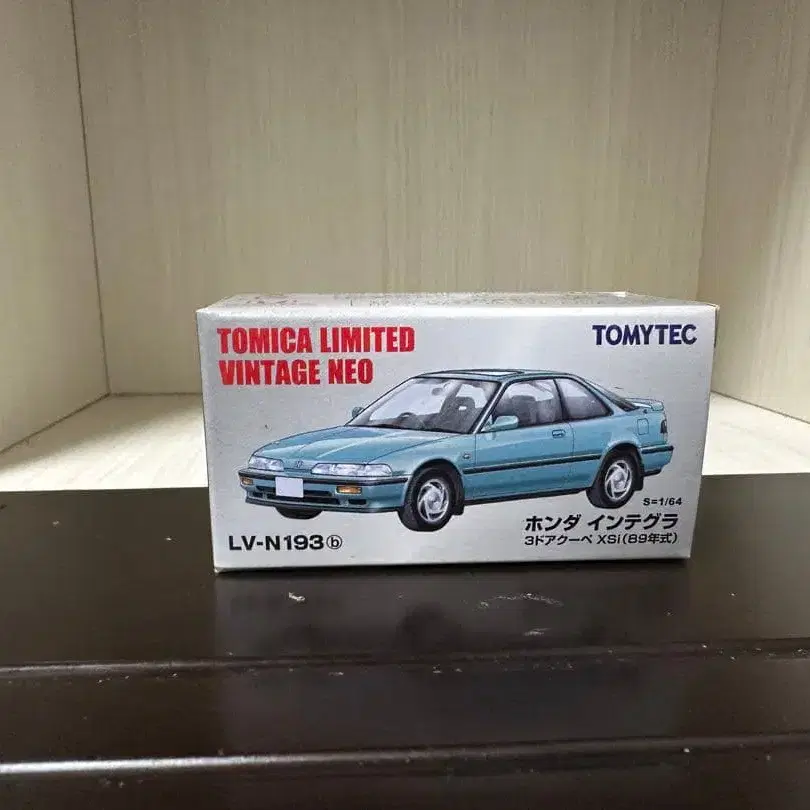 TOMICA LIMITED
VINTAGE NEO
TOMYTEC
S=1/64
LV-N193ⓑ
ホンダ インテグラ
3ドアクーペ XSi(89年式)